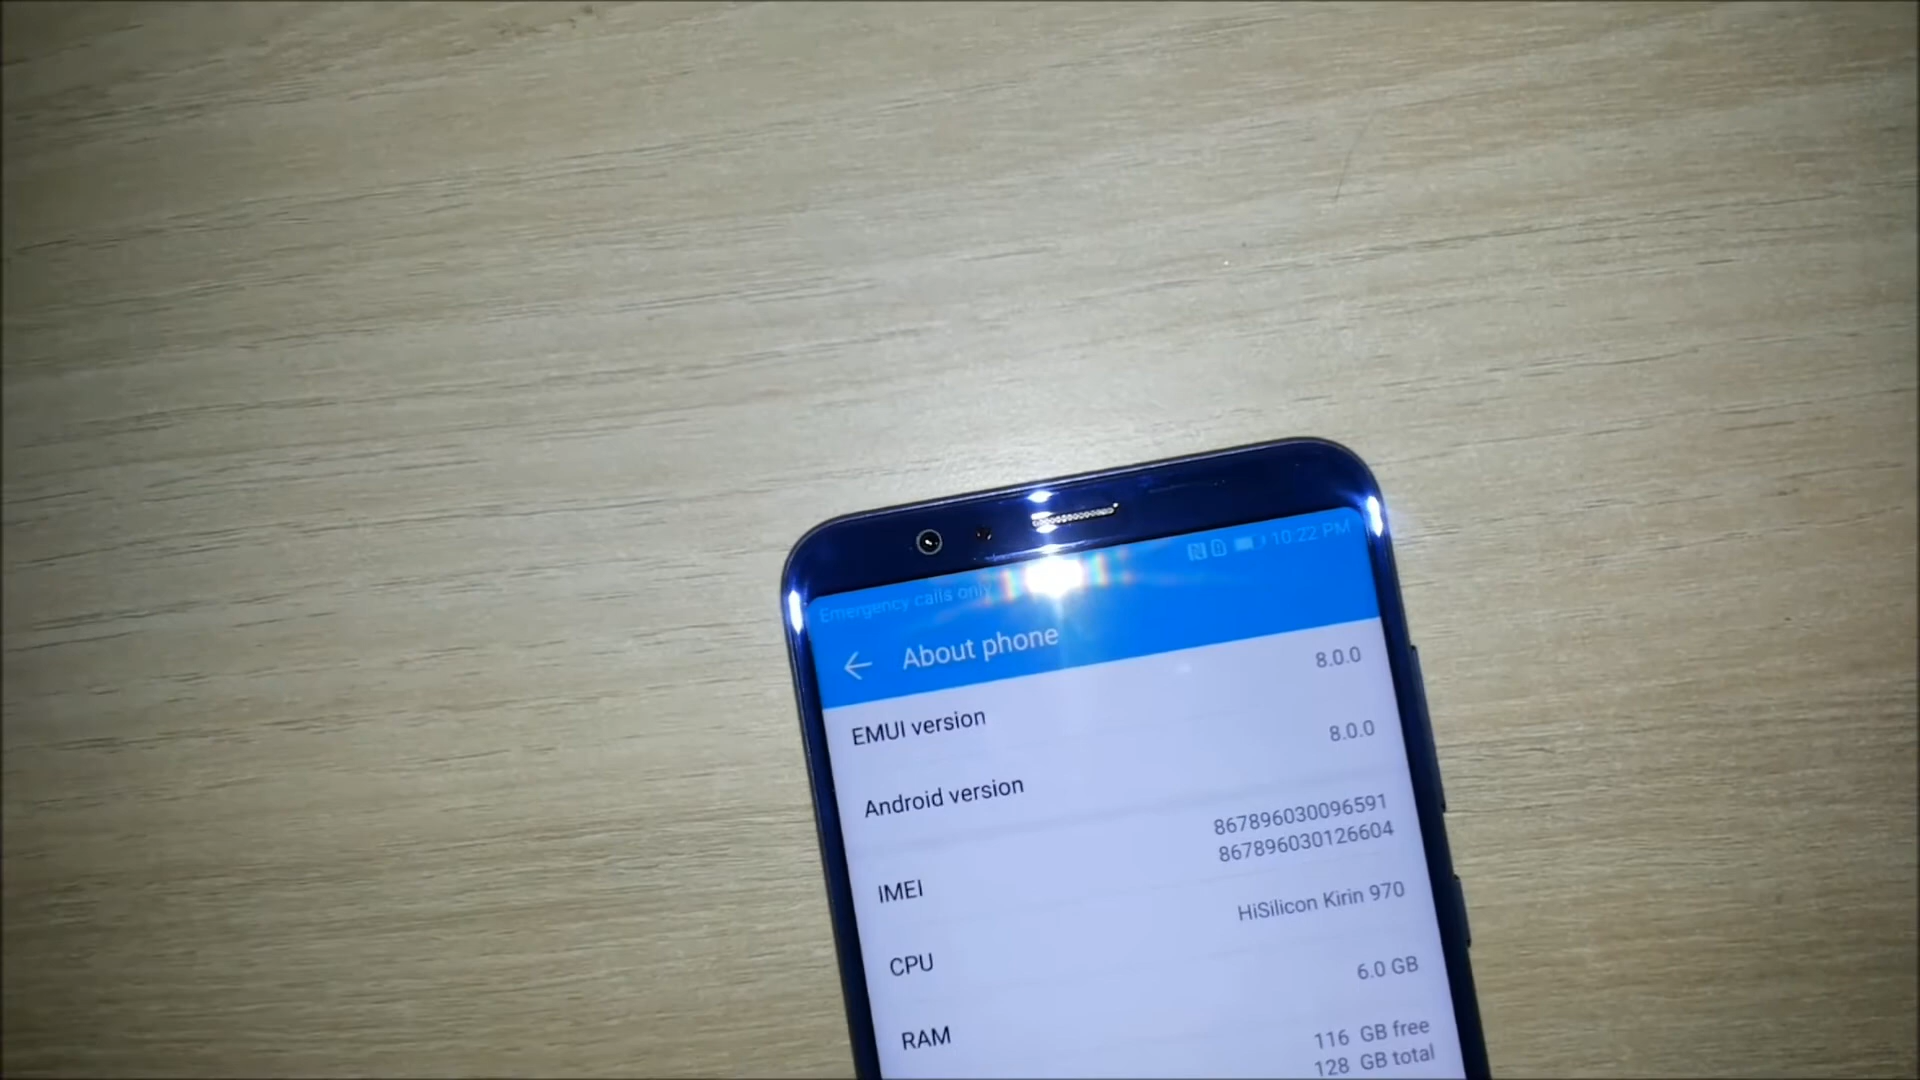 Emergency calls only 10:22 PM
About phone
EMUI version 8.0.0
Android version 8.0.0
IMEI 867896030096591
867896030126604
CPU HiSilicon Kirin 970
RAM 6.0 GB
116 GB free
128 GB total